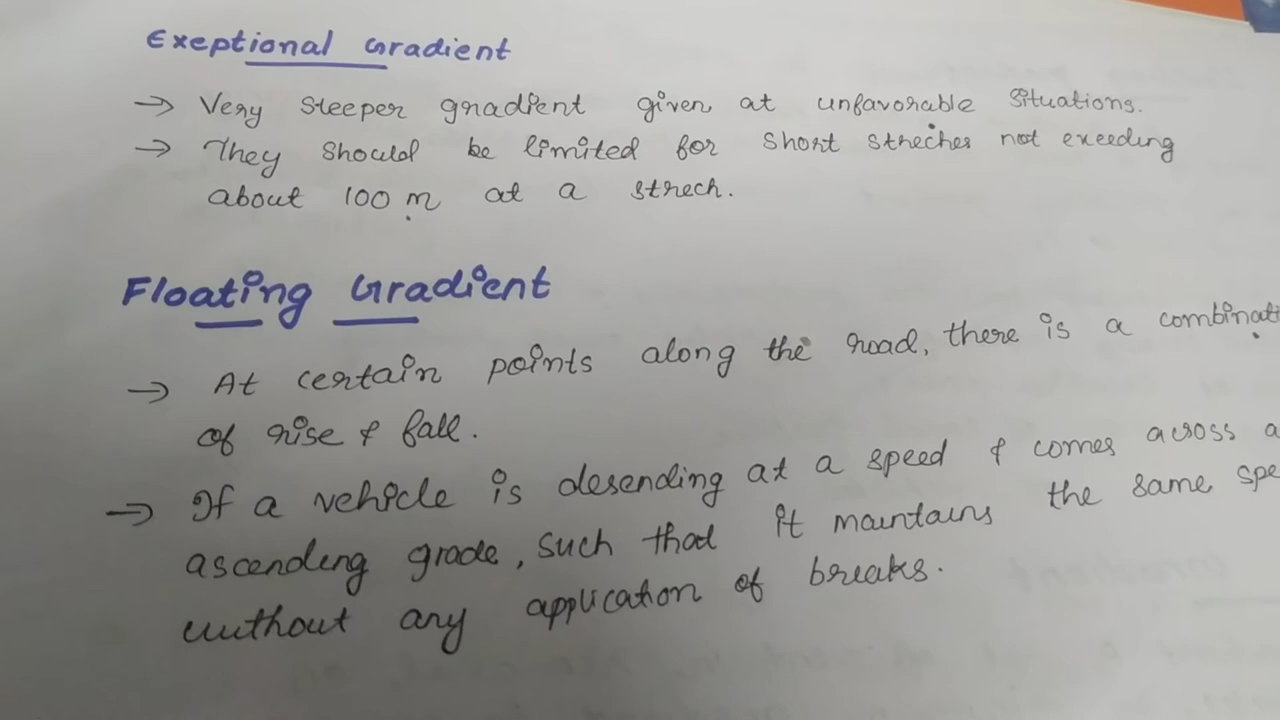 Exeptional Gradient
→ Very steeper gradient given at unfavorable situations.
→ They should be limited for short streches not exeeding
about 100 m at a strech.
Floating Gradient
→ At certain points along the road, there is a combinati
of rise & fall.
→ If a vehicle is desending at a speed & comes across a
ascending grade, such that it maintains the same spe
without any application of breaks.